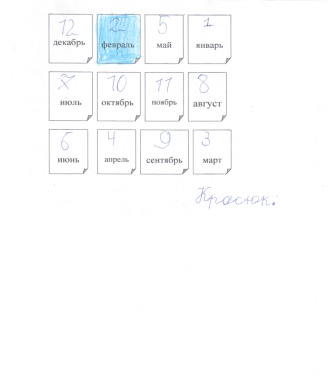 12 2 5 1
декабрь февраль май январь
7 10 11 8
июль октябрь ноябрь август
6 4 9 3
июнь апрель сентябрь март